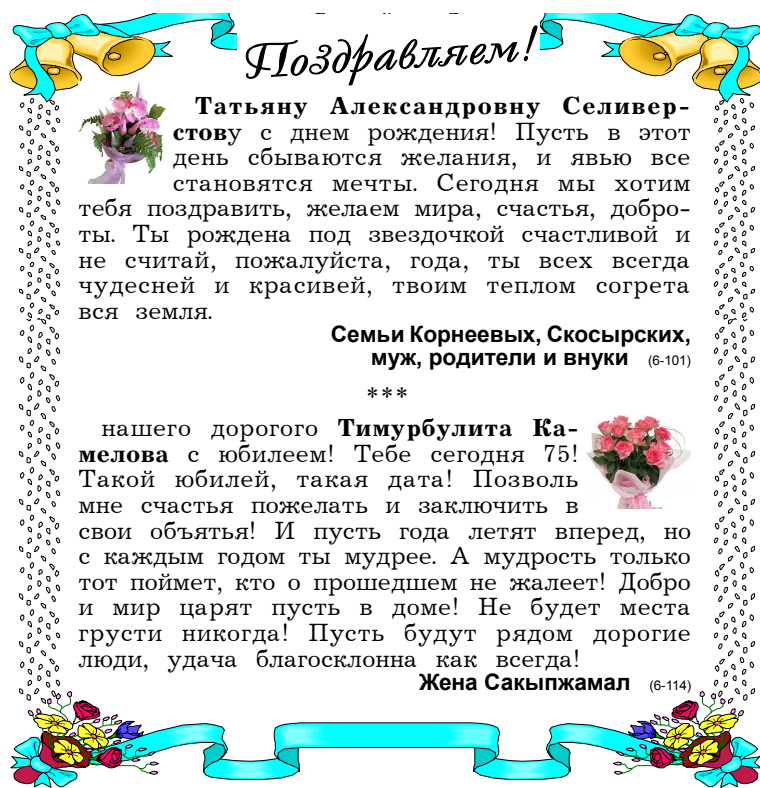 Поздравляем!
Татьяну Александровну Селивер-
стову с днем рождения! Пусть в этот
день сбываются желания, и явью все
становятся мечты. Сегодня мы хотим
тебя поздравить, желаем мира, счастья, добро-
ты. Ты рождена под звездочкой счастливой и
не считай, пожалуйста, года, ты всех всегда
чудесней и красивей, твоим теплом согрета
вся земля.
Семьи Корнеевых, Скосырских,
муж, родители и внуки (6-101)
***
нашего дорогого Тимурбулита Ка-
мелова с юбилеем! Тебе сегодня 75!
Такой юбилей, такая дата! Позволь
мне счастья пожелать и заключить в
свои объятья! И пусть года летят вперед, но
с каждым годом ты мудрее. А мудрость только
тот поймет, кто о прошедшем не жалеет! Добро
и мир царят пусть в доме! Не будет места
грусти никогда! Пусть будут рядом дорогие
люди, удача благосклонна как всегда!
Жена Сакыпжамал (6-114)